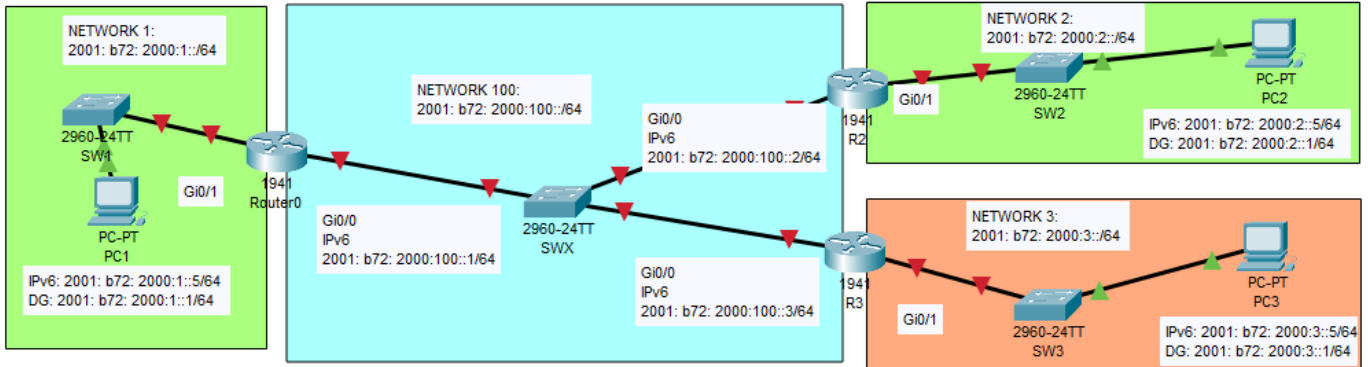 NETWORK 1:
2001: b72: 2000:1::/64
2960-24TT
SW1
Gi0/1
PC-PT
PC1
IPv6: 2001: b72: 2000:1::5/64
DG: 2001: b72: 2000:1::1/64
1941
Router0
NETWORK 100:
2001: b72: 2000:100::/64
Gi0/0
IPv6
2001: b72: 2000:100::1/64
2960-24TT
SWX
Gi0/0
IPv6
2001: b72: 2000:100::2/64
Gi0/0
IPv6
2001: b72: 2000:100::3/64
1941
R2
Gi0/1
NETWORK 2:
2001: b72: 2000:2::/64
2960-24TT
SW2
PC-PT
PC2
IPv6: 2001: b72: 2000:2::5/64
DG: 2001: b72: 2000:2::1/64
1941
R3
Gi0/1
NETWORK 3:
2001: b72: 2000:3::/64
2960-24TT
SW3
PC-PT
PC3
IPv6: 2001: b72: 2000:3::5/64
DG: 2001: b72: 2000:3::1/64